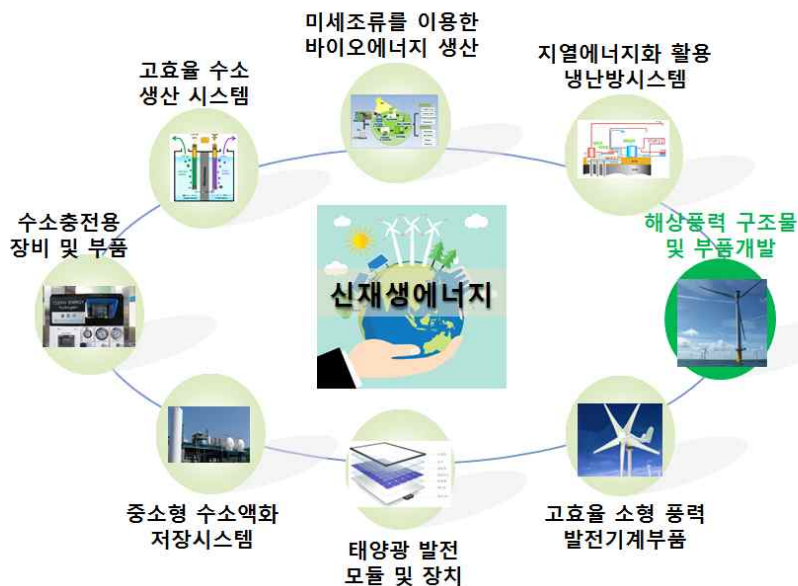 미세조류를 이용한
바이오에너지 생산
고효율 수소
생산 시스템
지열에너지화 활용
냉난방시스템
수소충전용
장비 및 부품
해상풍력 구조물
및 부품개발
신재생에너지
중소형 수소액화
저장시스템
태양광 발전
모듈 및 장치
고효율 소형 풍력
발전기계부품